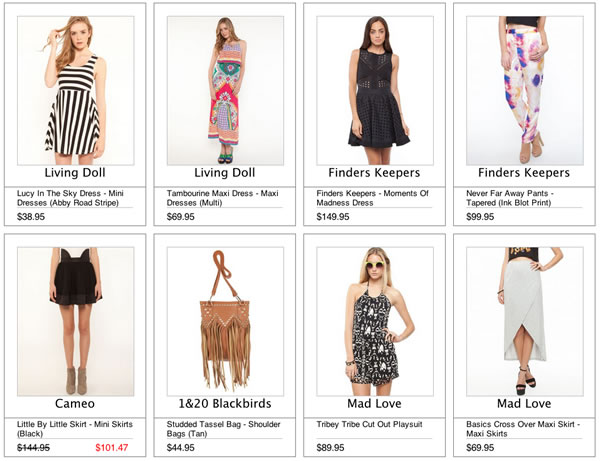 Living Doll
Lucy In The Sky Dress - Mini
Dresses (Abby Road Stripe)
$38.95
Living Doll
Tambourine Maxi Dress - Maxi
Dresses (Multi)
$69.95
Finders Keepers
Finders Keepers - Moments Of
Madness Dress
$149.95
Finders Keepers
Never Far Away Pants -
Tapered (Ink Blot Print)
$99.95
Cameo
Little By Little Skirt - Mini Skirts
(Black)
$144.95 $101.47
1&20 Blackbirds
Studded Tassel Bag - Shoulder
Bags (Tan)
$44.95
Mad Love
Tribey Tribe Cut Out Playsuit
$89.95
Mad Love
Basics Cross Over Maxi Skirt -
Maxi Skirts
$69.95